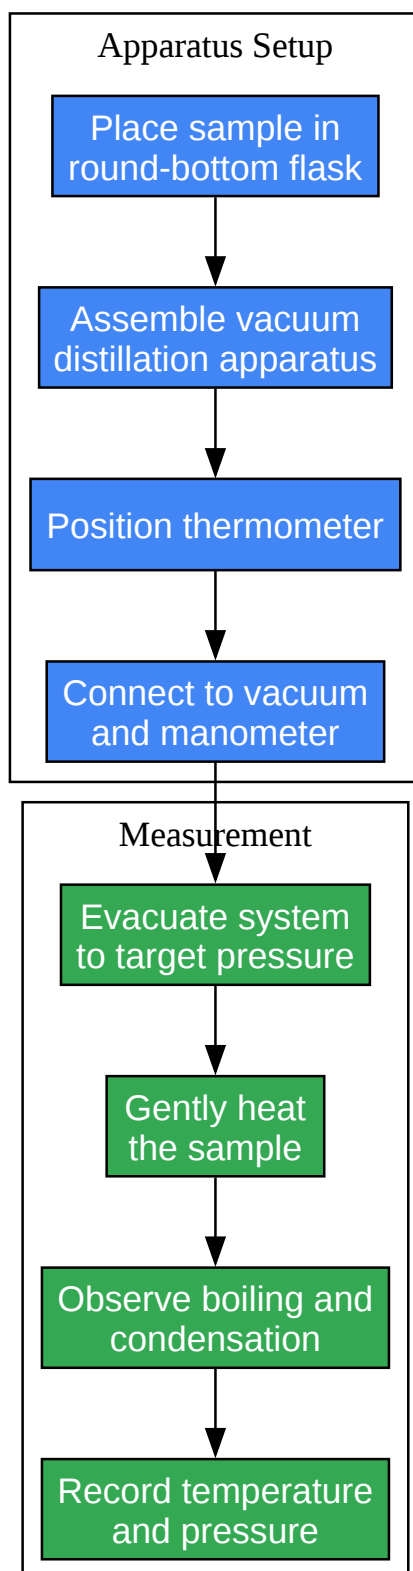 Apparatus Setup
Place sample in
round-bottom flask
Assemble vacuum
distillation apparatus
Position thermometer
Connect to vacuum
and manometer
Measurement
Evacuate system
to target pressure
Gently heat
the sample
Observe boiling and
condensation
Record temperature
and pressure